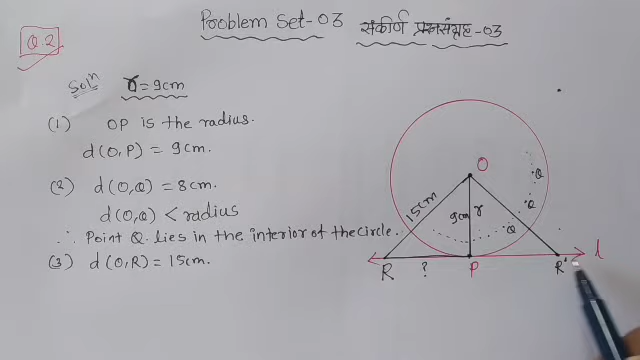 Problem Set-03 संकीर्ण प्रश्नसंग्रह-03
Q.2
Solⁿ r = 9cm
(1) OP is the radius.
d(O,P) = 9cm.
(2) d(O,Q) = 8cm.
d(O,Q) < radius
∴ Point Q lies in the interior of the circle.
(3) d(O,R) = 15cm.
O
15cm
9cm r
Q
Q
Q
R ? P R' l